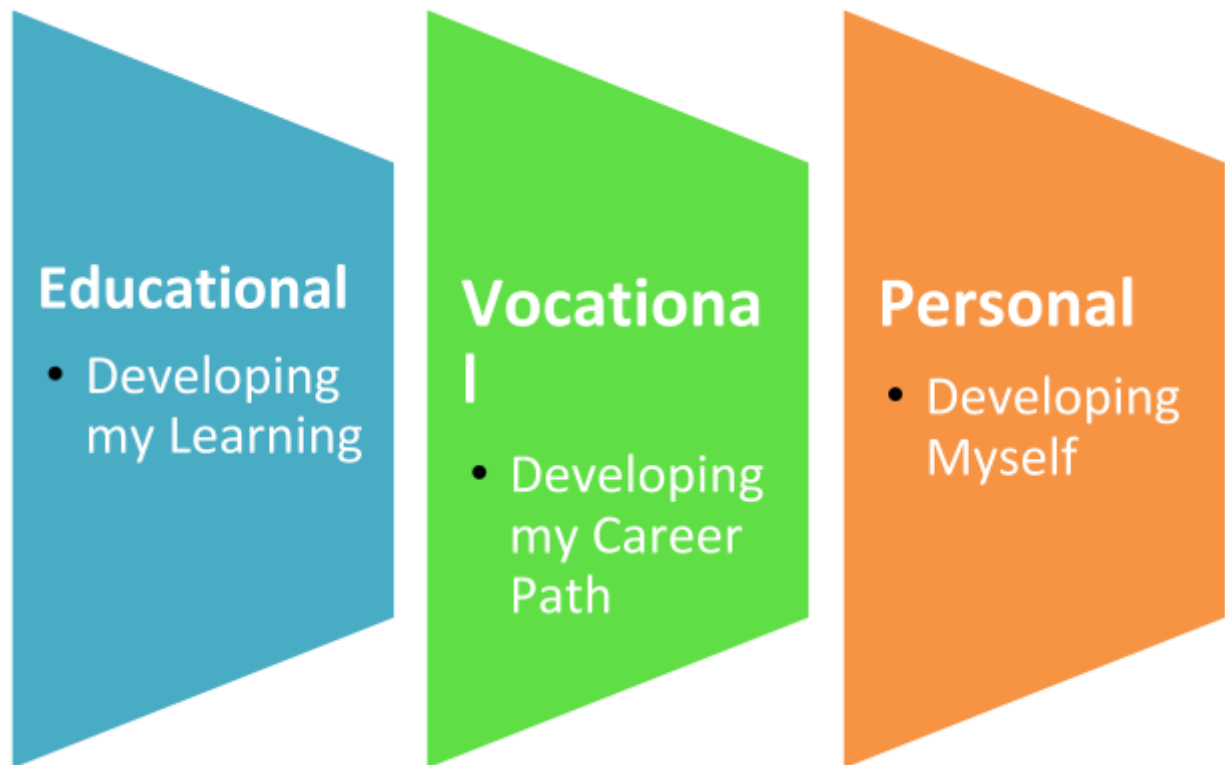 Educational
• Developing
my Learning
Vocationa
l
• Developing
my Career
Path
Personal
• Developing
Myself